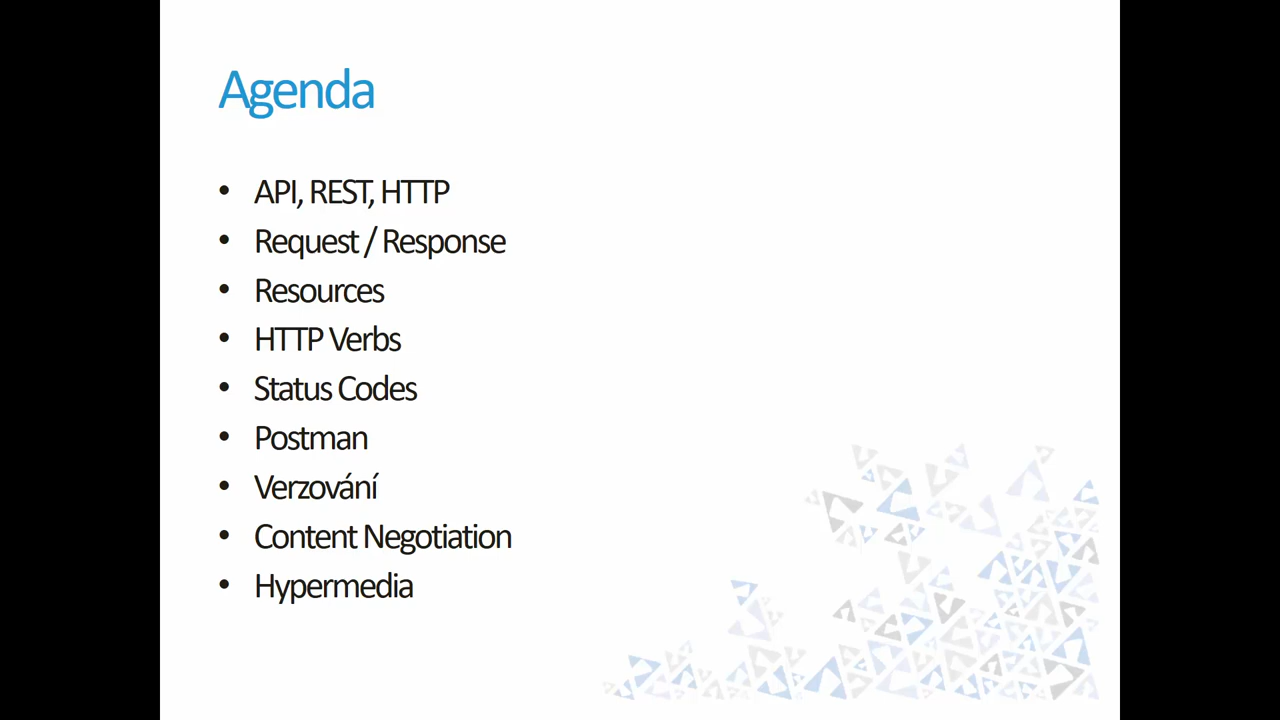 Agenda
• API, REST, HTTP
• Request / Response
• Resources
• HTTP Verbs
• Status Codes
• Postman
• Verzování
• Content Negotiation
• Hypermedia